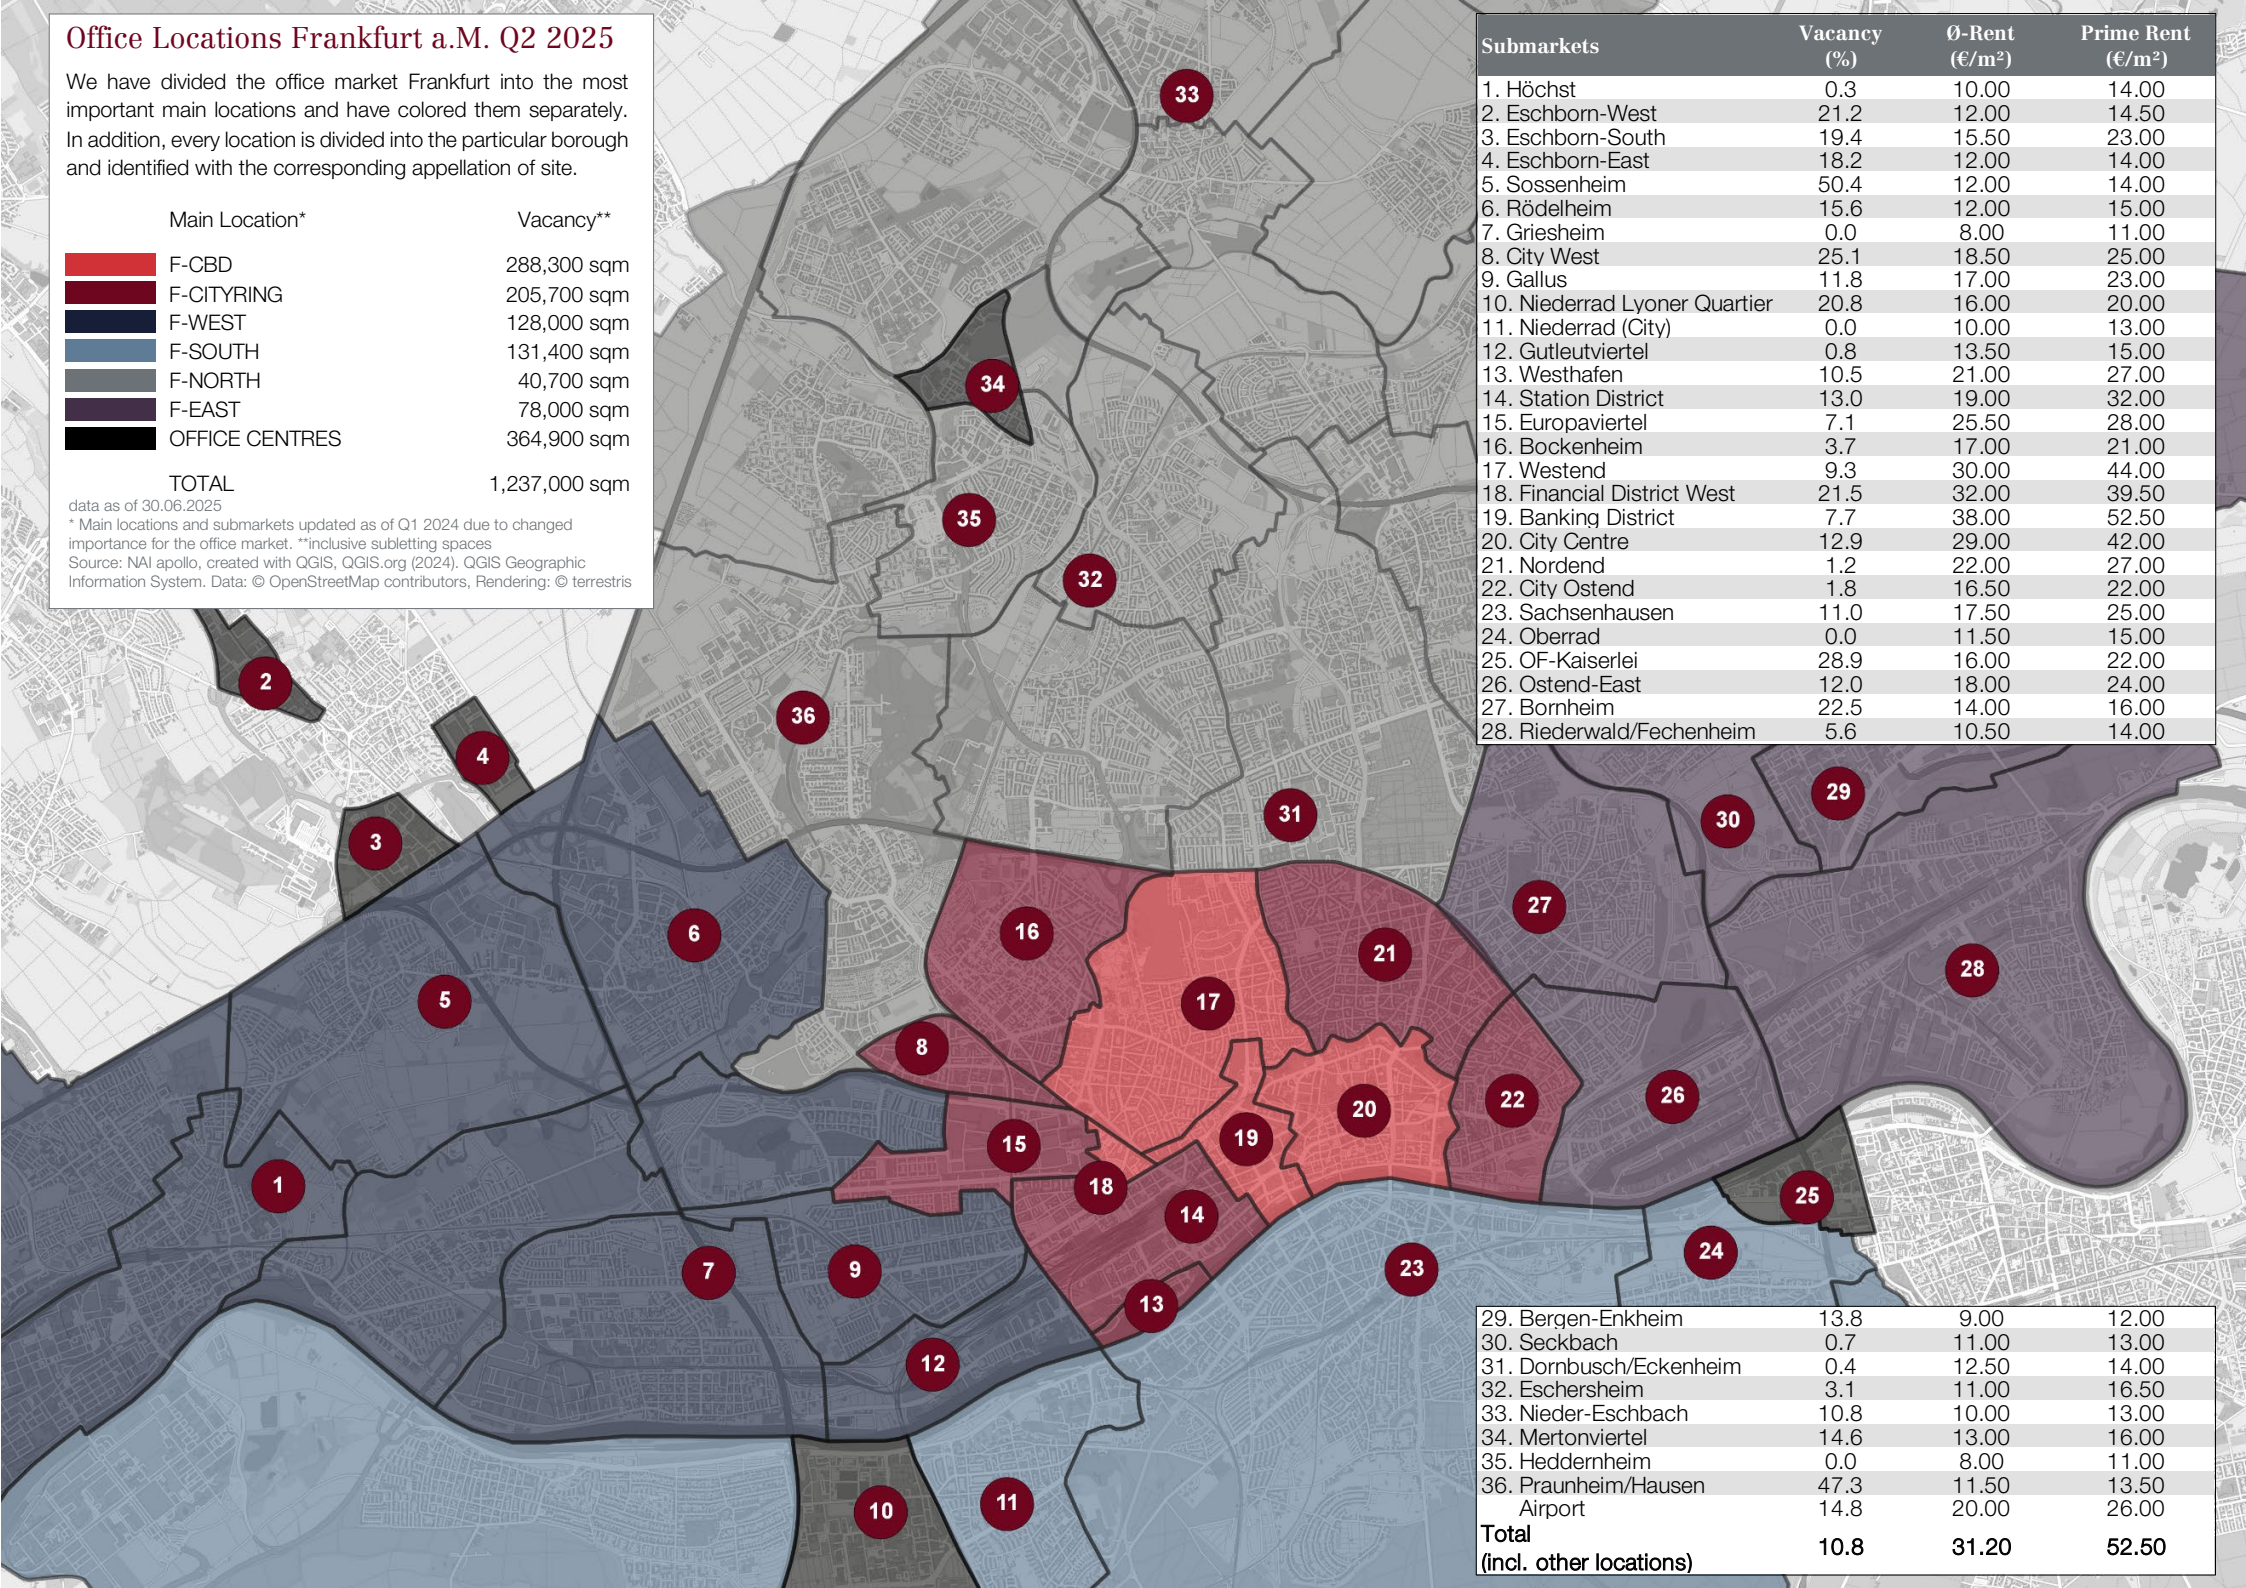 Office Locations Frankfurt a.M. Q2 2025
We have divided the office market Frankfurt into the most
important main locations and have colored them separately.
In addition, every location is divided into the particular borough
and identified with the corresponding appellation of site.
Main Location* Vacancy**
F-CBD 288,300 sqm
F-CITYRING 205,700 sqm
F-WEST 128,000 sqm
F-SOUTH 131,400 sqm
F-NORTH 40,700 sqm
F-EAST 78,000 sqm
OFFICE CENTRES 364,900 sqm
TOTAL 1,237,000 sqm
data as of 30.06.2025
* Main locations and submarkets updated as of Q1 2024 due to changed
importance for the office market. **inclusive subletting spaces
Source: NAI apollo, created with QGIS, QGIS.org (2024). QGIS Geographic
Information System. Data: © OpenStreetMap contributors, Rendering: © terrestris
Submarkets Vacancy (%) Ø-Rent (€/m²) Prime Rent (€/m²)
1. Höchst 0.3 10.00 14.00
2. Eschborn-West 21.2 12.00 14.50
3. Eschborn-South 19.4 15.50 23.00
4. Eschborn-East 18.2 12.00 14.00
5. Sossenheim 50.4 12.00 14.00
6. Rödelheim 15.6 12.00 15.00
7. Griesheim 0.0 8.00 11.00
8. City West 25.1 18.50 25.00
9. Gallus 11.8 17.00 23.00
10. Niederrad Lyoner Quartier 20.8 16.00 20.00
11. Niederrad (City) 0.0 10.00 13.00
12. Gutleutviertel 0.8 13.50 15.00
13. Westhafen 10.5 21.00 27.00
14. Station District 13.0 19.00 32.00
15. Europaviertel 7.1 25.50 28.00
16. Bockenheim 3.7 17.00 21.00
17. Westend 9.3 30.00 44.00
18. Financial District West 21.5 32.00 39.50
19. Banking District 7.7 38.00 52.50
20. City Centre 12.9 29.00 42.00
21. Nordend 1.2 22.00 27.00
22. City Ostend 1.8 16.50 22.00
23. Sachsenhausen 11.0 17.50 25.00
24. Oberrad 0.0 11.50 15.00
25. OF-Kaiserlei 28.9 16.00 22.00
26. Ostend-East 12.0 18.00 24.00
27. Bornheim 22.5 14.00 16.00
28. Riederwald/Fechenheim 5.6 10.50 14.00
33
34
35
32
2
36
4
3
31
29
30
27
6
16
21
28
5
17
8
26
22
20
19
15
1
18
25
14
24
7
9
23
13
12
10
11
29. Bergen-Enkheim 13.8 9.00 12.00
30. Seckbach 0.7 11.00 13.00
31. Dornbusch/Eckenheim 0.4 12.50 14.00
32. Eschersheim 3.1 11.00 16.50
33. Nieder-Eschbach 10.8 10.00 13.00
34. Mertonviertel 14.6 13.00 16.00
35. Heddernheim 0.0 8.00 11.00
36. Praunheim/Hausen 47.3 11.50 13.50
Airport 14.8 20.00 26.00
Total
(incl. other locations) 10.8 31.20 52.50